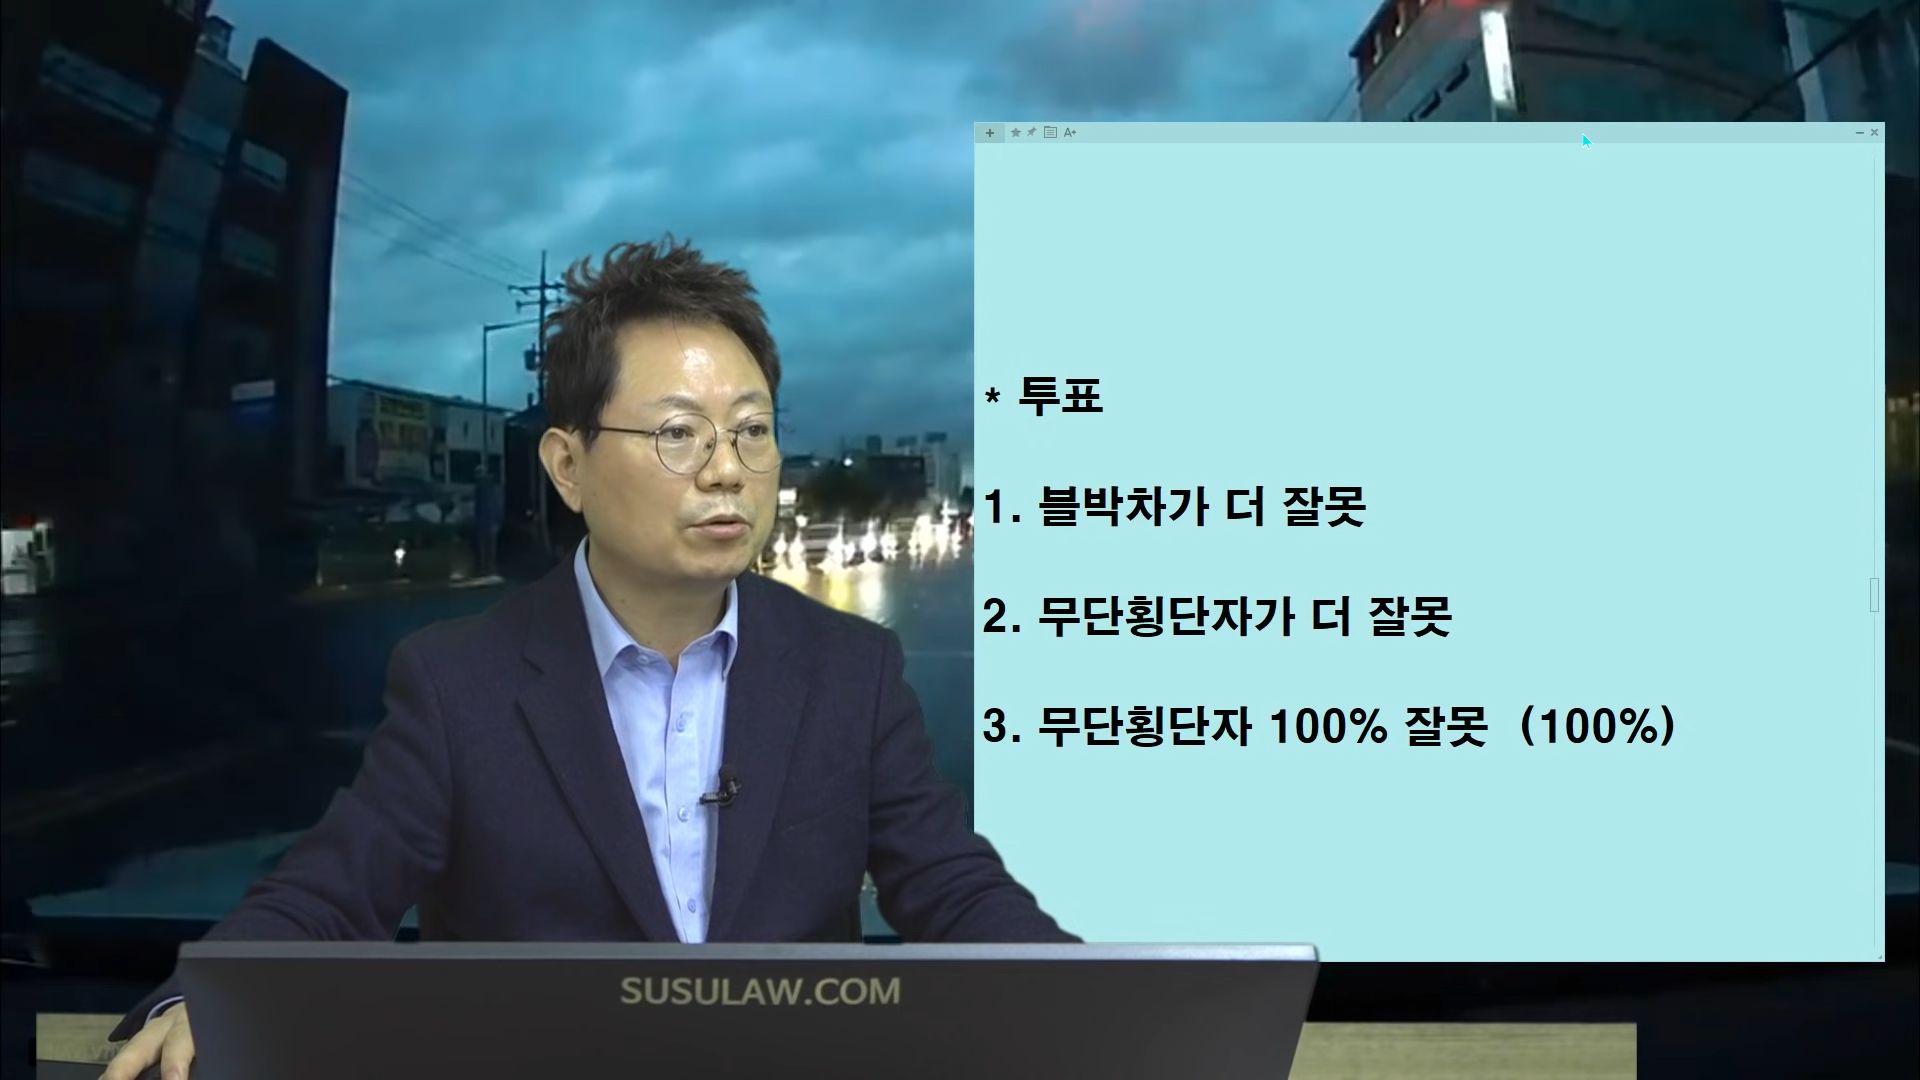 * 투표
1. 블박차가 더 잘못
2. 무단횡단자가 더 잘못
3. 무단횡단자 100% 잘못 (100%)
SUSULAW.COM